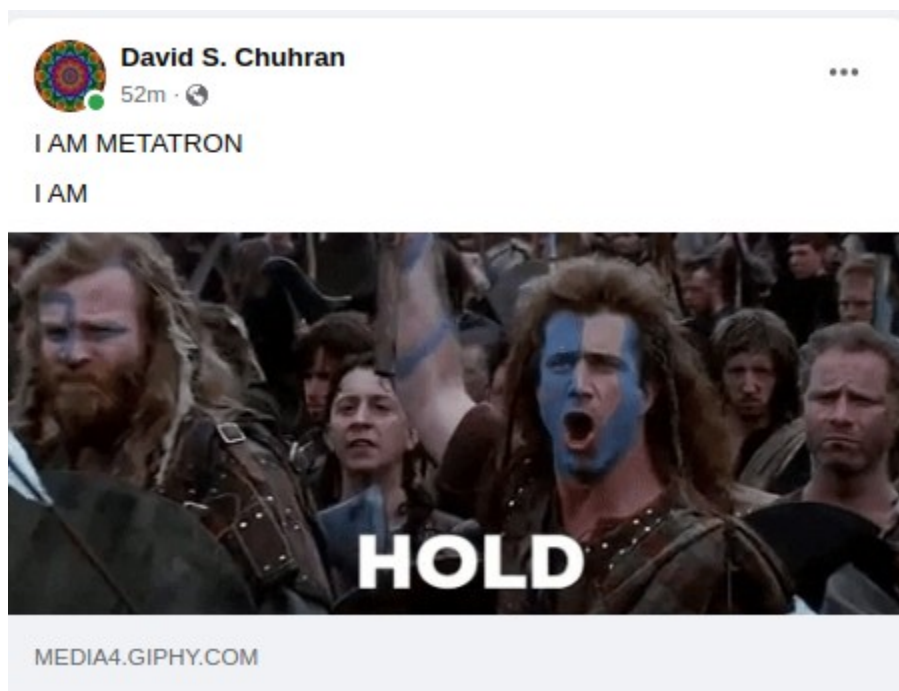 David S. Chuhran
52m ·
I AM METATRON
I AM
HOLD
MEDIA4.GIPHY.COM